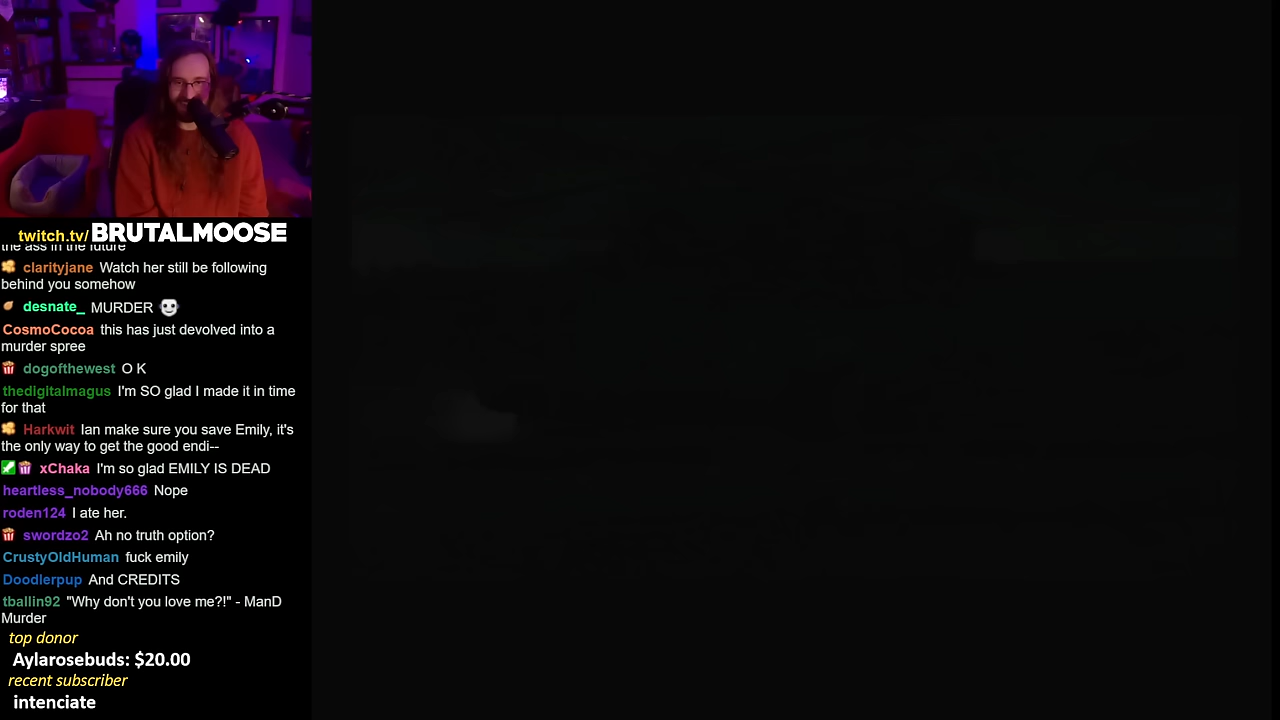 twitch.tv/BRUTALMOOSE
the ass in the future
clarityjane Watch her still be following
behind you somehow
desnate_ MURDER
CosmoCocoa this has just devolved into a
murder spree
dogofthewest O K
thedigitalmagus I'm SO glad I made it in time
for that
Harkwit Ian make sure you save Emily, it's
the only way to get the good endi--
xChaka I'm so glad EMILY IS DEAD
heartless_nobody666 Nope
roden124 I ate her.
swordzo2 Ah no truth option?
CrustyOldHuman fuck emily
Doodlerpup And CREDITS
tballin92 "Why don't you love me?!" - ManD
Murder
top donor
Aylarosebuds: $20.00
recent subscriber
intenciate